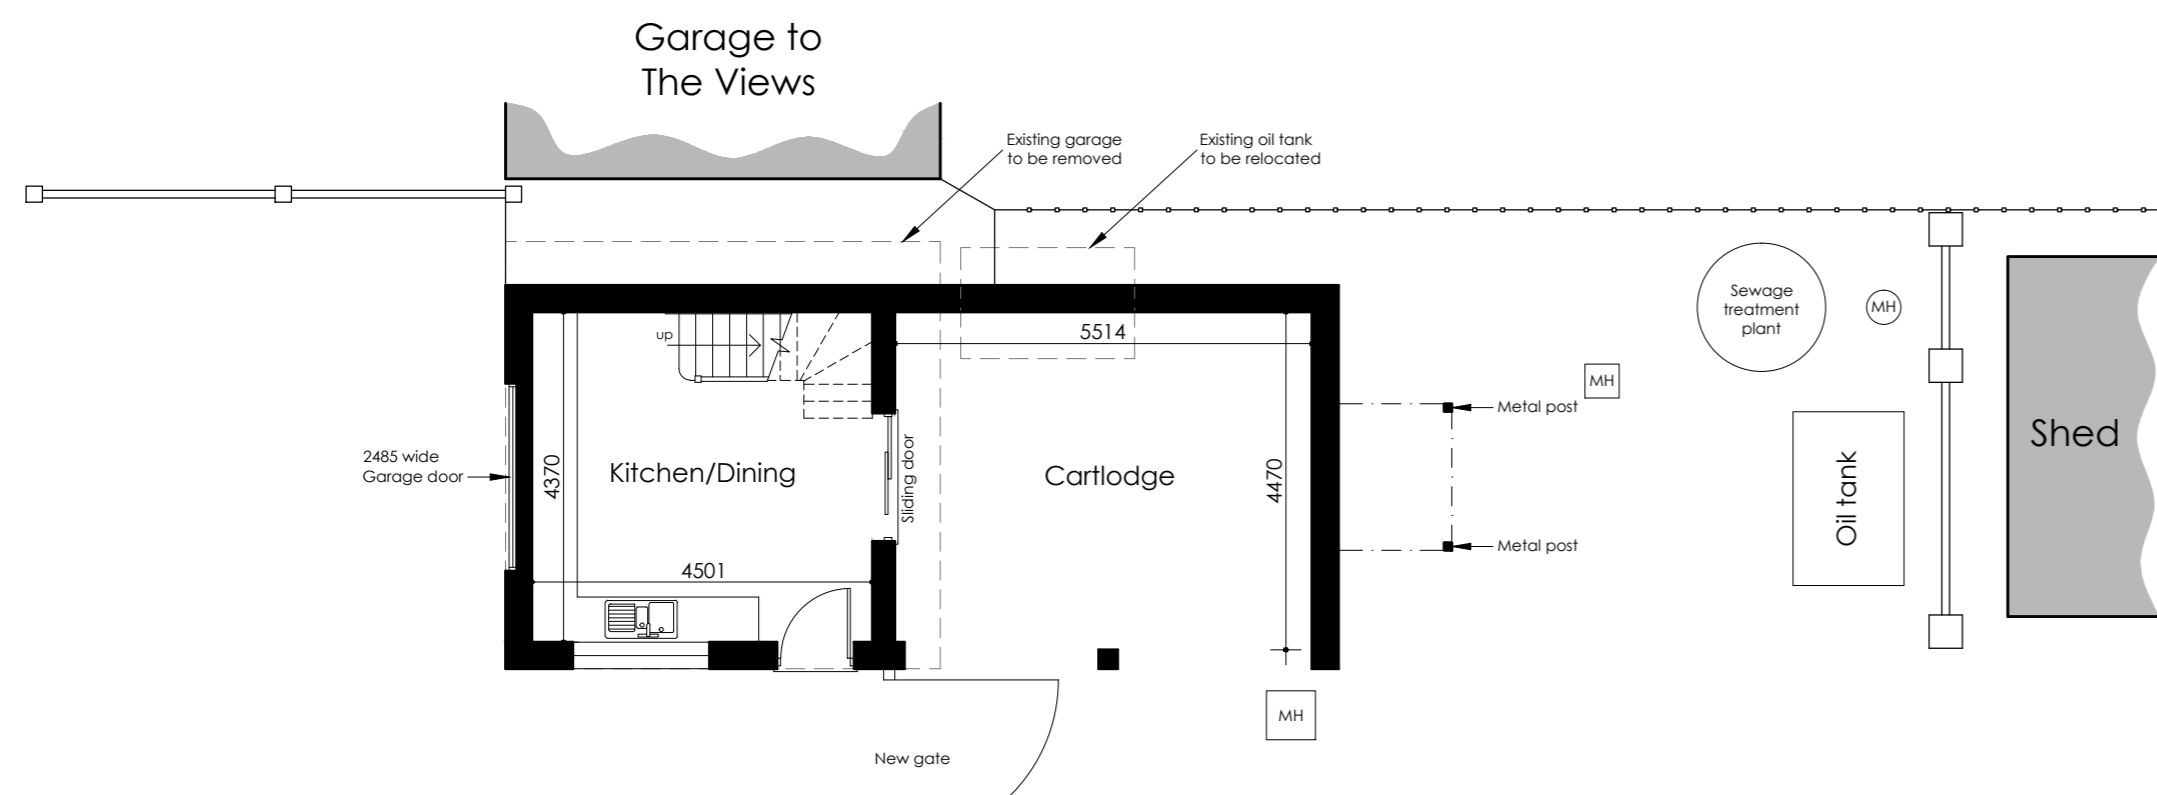 Garage to
The Views
Existing garage
to be removed
Existing oil tank
to be relocated
Sewage
treatment
plant
MH
up
5514
MH
Metal post
Shed
2485 wide
Garage door
4370
Kitchen/Dining
Sliding door
Cartlodge
4470
Oil tank
Metal post
4501
MH
New gate